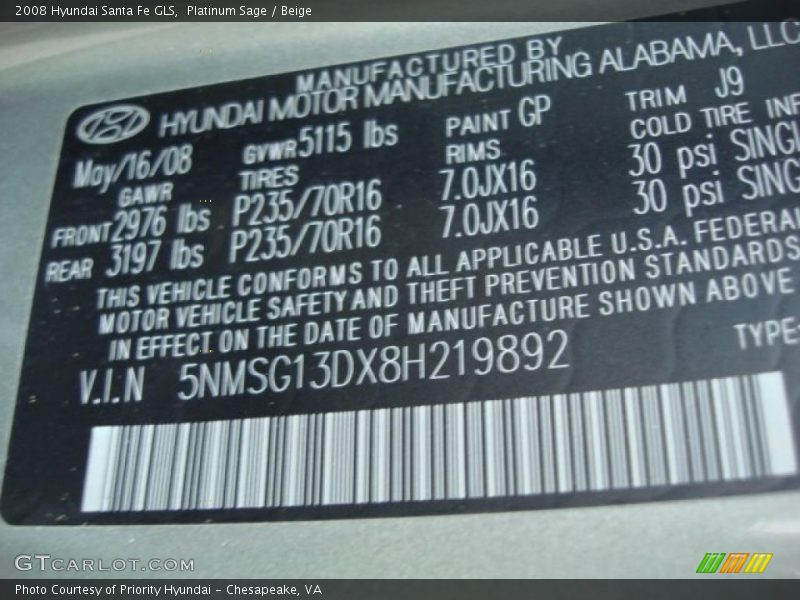 2008 Hyundai Santa Fe GLS, Platinum Sage / Beige
MANUFACTURED BY
HYUNDAI MOTOR MANUFACTURING ALABAMA, LLC
May/16/08 GVWR 5115 lbs PAINT GP TRIM J9
GAWR TIRES RIMS COLD TIRE INF
FRONT 2976 lbs P235/70R16 7.0JX16 30 psi SINGL
REAR 3197 lbs P235/70R16 7.0JX16 30 psi SING
THIS VEHICLE CONFORMS TO ALL APPLICABLE U.S.A. FEDERAL
MOTOR VEHICLE SAFETY AND THEFT PREVENTION STANDARDS
IN EFFECT ON THE DATE OF MANUFACTURE SHOWN ABOVE
V.I.N 5NMSG13DX8H219892 TYPE:
GTCARLOT.COM
Photo Courtesy of Priority Hyundai - Chesapeake, VA